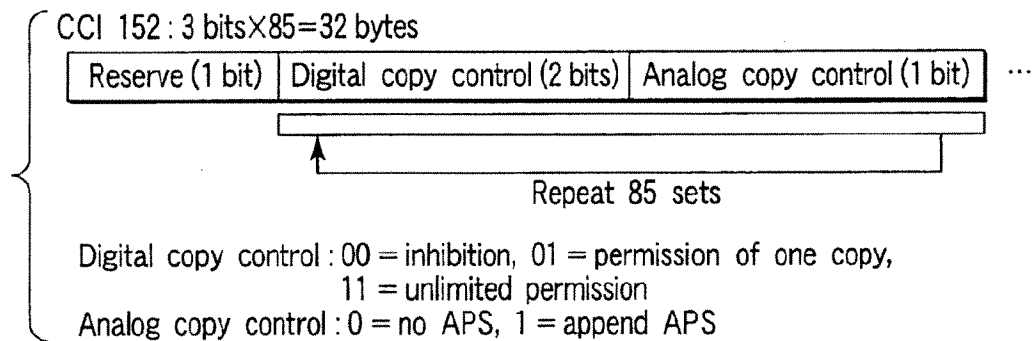 CCI 152 : 3 bits×85=32 bytes
Reserve (1 bit) Digital copy control (2 bits) Analog copy control (1 bit) ...
Repeat 85 sets
Digital copy control : 00 = inhibition, 01 = permission of one copy,
11 = unlimited permission
Analog copy control : 0 = no APS, 1 = append APS